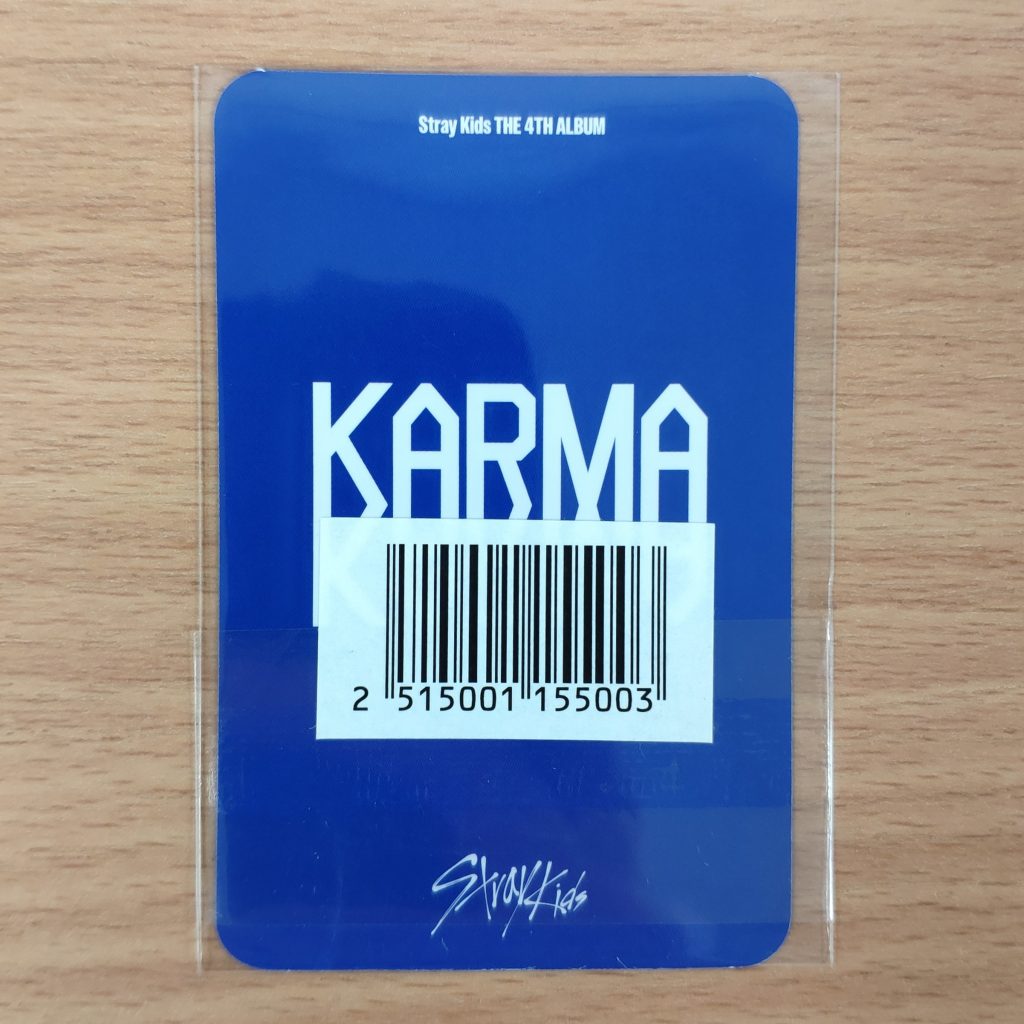 Stray Kids THE 4TH ALBUM
KARMA
2 515001 155003
Stray Kids